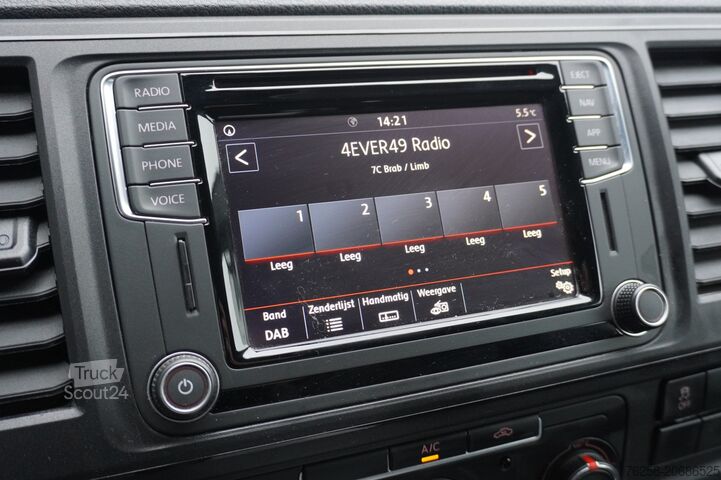 RADIO
MEDIA
PHONE
VOICE
EJECT
NAV
APP
MENU
14:21
5.5°C
4EVER49 Radio
7C Brab / Limb
<
>
1
2
3
4
5
Leeg
Leeg
Leeg
Leeg
Leeg
Setup
Band
DAB
Zenderlijst
Handmatig
Weergave
Truck
Scout24
A/C
OFF